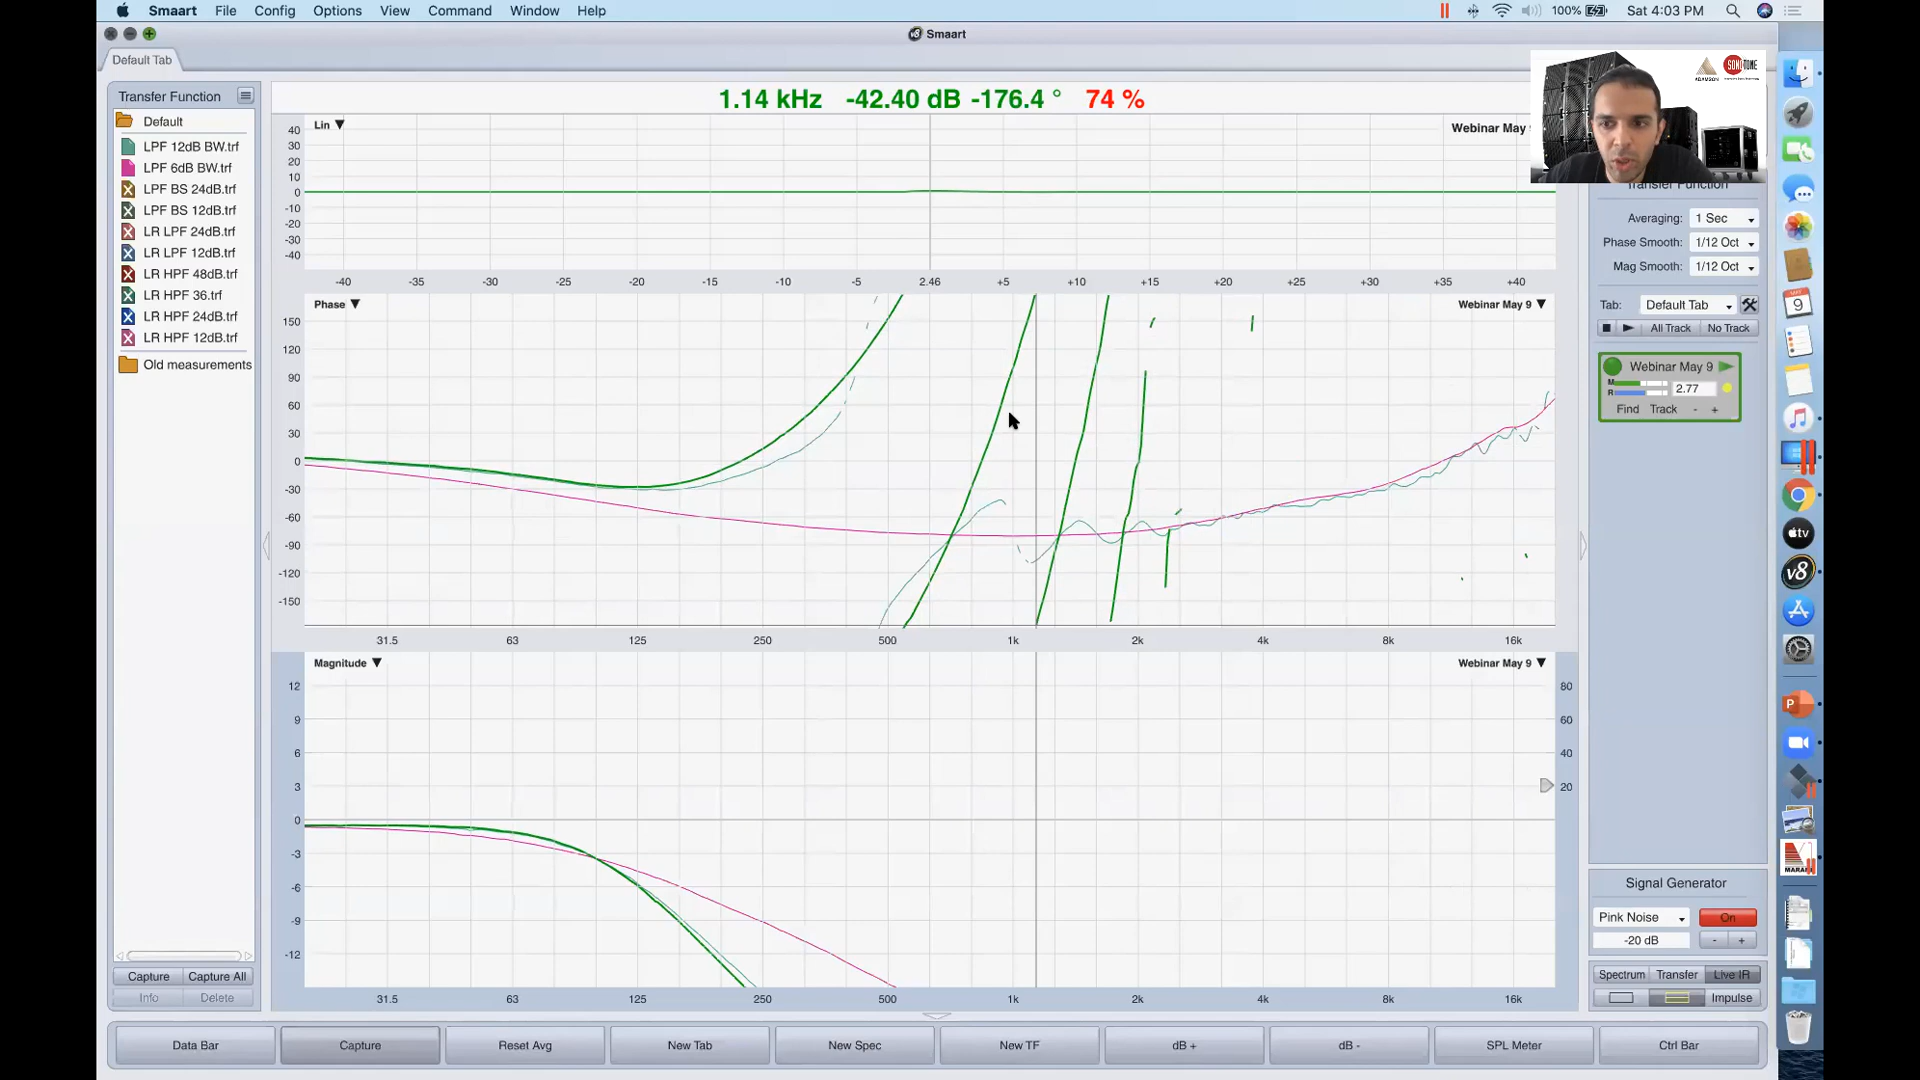 Smaart File Config Options View Command Window Help 100% Sat 4:03 PM
v8 Smaart
Default Tab
Transfer Function
Default
LPF 12dB BW.trf
LPF 6dB BW.trf
LPF BS 24dB.trf
LPF BS 12dB.trf
LR LPF 24dB.trf
LR LPF 12dB.trf
LR HPF 48dB.trf
LR HPF 36.trf
LR HPF 24dB.trf
LR HPF 12dB.trf
Old measurements
Capture Capture All
Info Delete
1.14 kHz -42.40 dB -176.4 ° 74 %
Lin Webinar May 9
40
30
20
10
0
-10
-20
-30
-40
-40 -35 -30 -25 -20 -15 -10 -5 2.46 +5 +10 +15 +20 +25 +30 +35 +40
Phase Webinar May 9
150
120
90
60
30
0
-30
-60
-90
-120
-150
31.5 63 125 250 500 1k 2k 4k 8k 16k
Magnitude Webinar May 9
12 80
9 60
6 40
3 20
0
-3
-6
-9
-12
31.5 63 125 250 500 1k 2k 4k 8k 16k
ADAMSON
Transfer Function
Averaging: 1 Sec
Phase Smooth: 1/12 Oct
Mag Smooth: 1/12 Oct
Tab: Default Tab
All Track No Track
Webinar May 9
M
R 2.77
Find Track - +
Signal Generator
Pink Noise On
-20 dB - +
Spectrum Transfer Live IR
Impulse
Data Bar Capture Reset Avg New Tab New Spec New TF dB + dB - SPL Meter Ctrl Bar
9
tv
v8
P